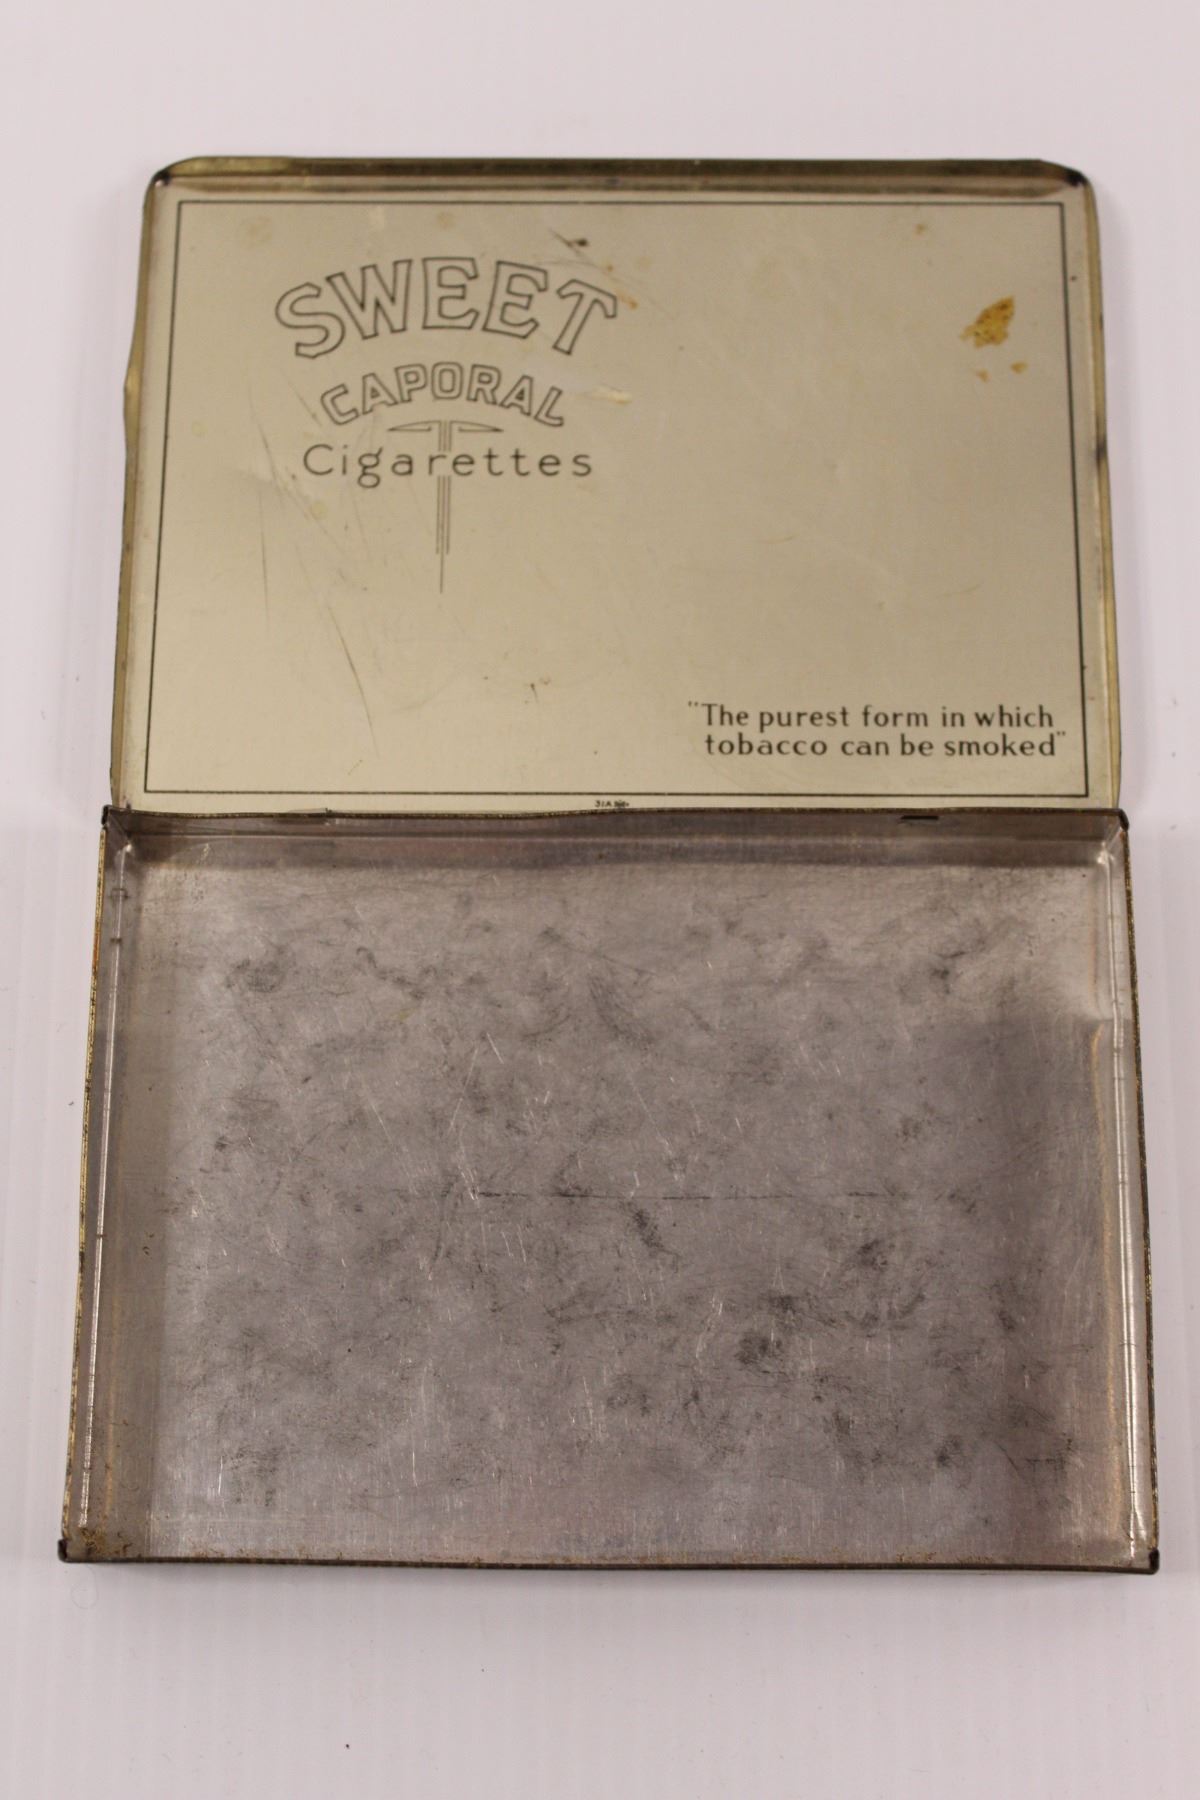 SWEET
CAPORAL
Cigarettes
"The purest form in which
tobacco can be smoked"